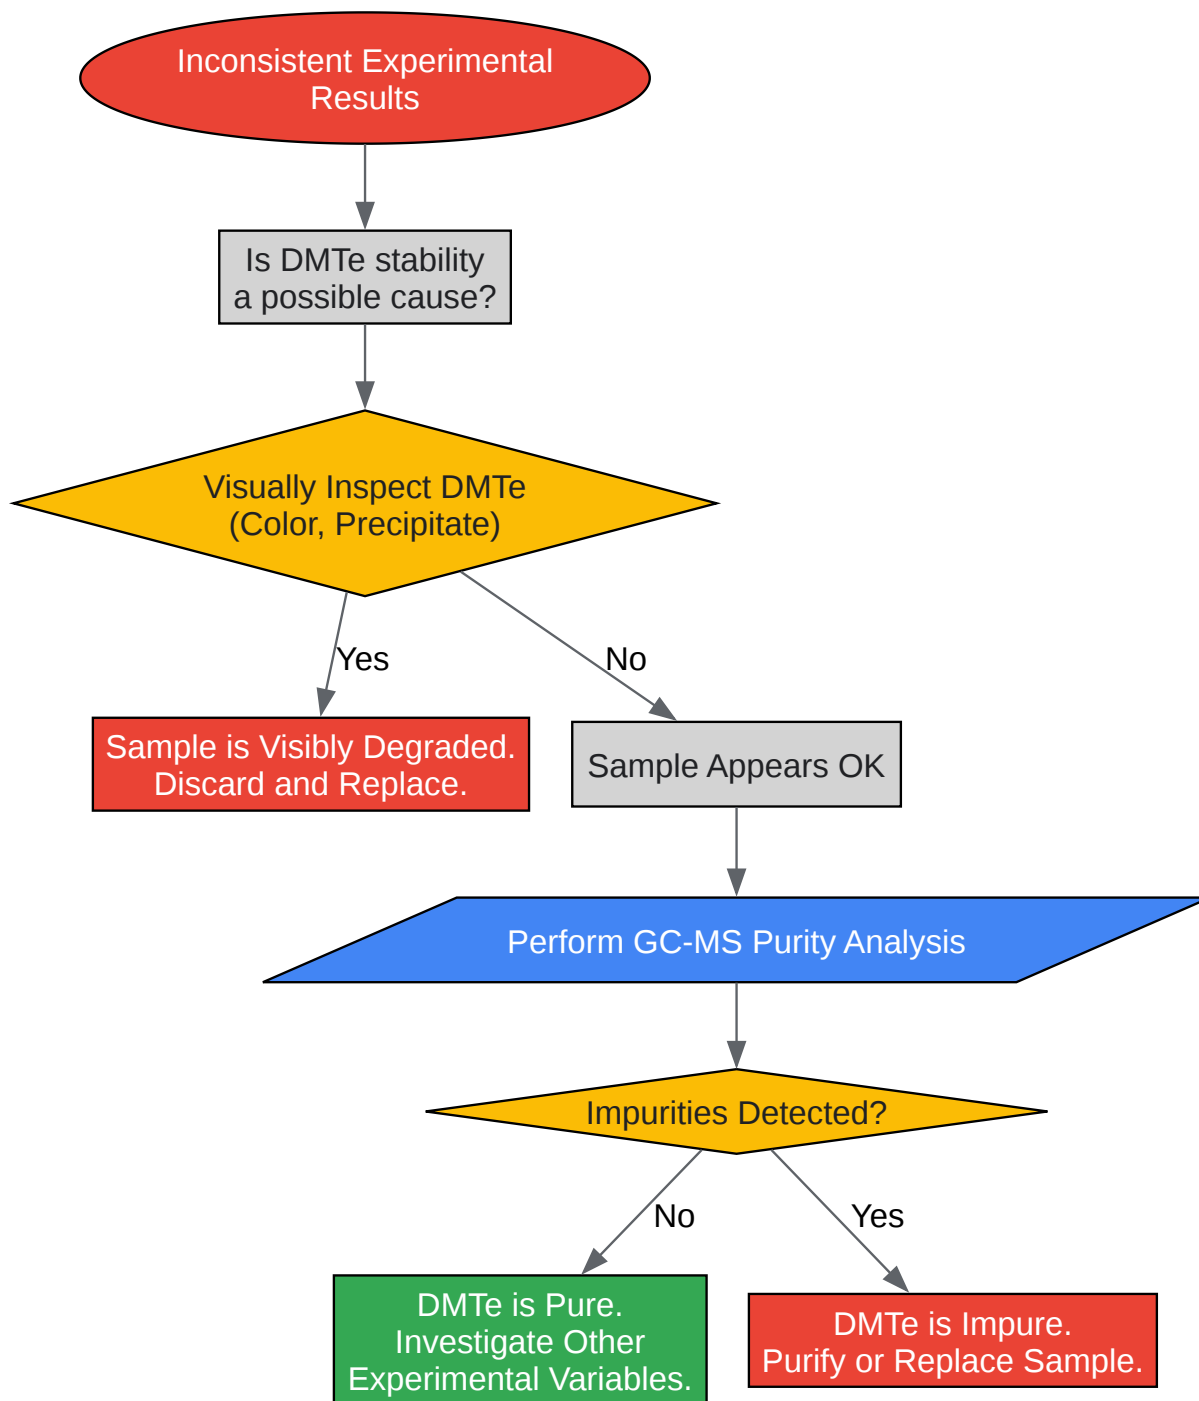 Inconsistent Experimental
Results
Is DMTe stability
a possible cause?
Visually Inspect DMTe
(Color, Precipitate)
Yes
No
Sample is Visibly Degraded.
Discard and Replace.
Sample Appears OK
Perform GC-MS Purity Analysis
Impurities Detected?
No
Yes
DMTe is Pure.
Investigate Other
Experimental Variables.
DMTe is Impure.
Purify or Replace Sample.